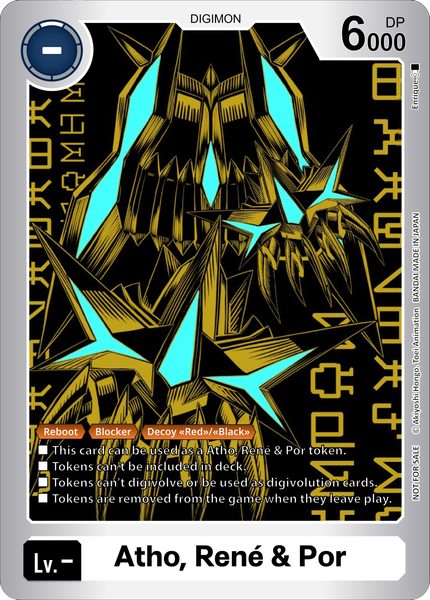 DIGIMON
-
6000
DP
Enrique
Reboot
Blocker
Decoy «Red»/«Black»
This card can be used as a Atho, René & Por token.
Tokens can't be included in deck.
Tokens can't digivolve or be used as digivolution cards.
Tokens are removed from the game when they leave play.
NOT FOR SALE © Akiyoshi Hongo, Toei Animation BANDAI MADE IN JAPAN
Lv.-
Atho, René & Por